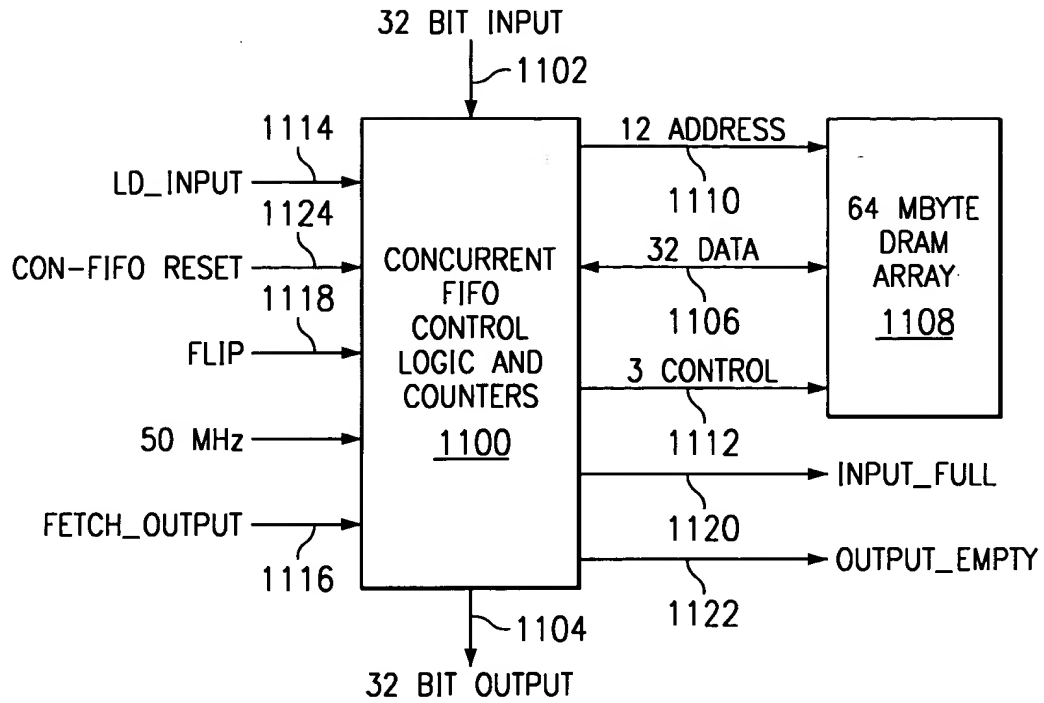 32 BIT INPUT
1102
1114
LD_INPUT
1124
CON-FIFO RESET
1118
FLIP
50 MHz
FETCH_OUTPUT
1116
CONCURRENT
FIFO
CONTROL
LOGIC AND
COUNTERS
1100
12 ADDRESS
1110
32 DATA
1106
3 CONTROL
1112
64 MBYTE
DRAM
ARRAY
1108
INPUT_FULL
1120
OUTPUT_EMPTY
1122
1104
32 BIT OUTPUT